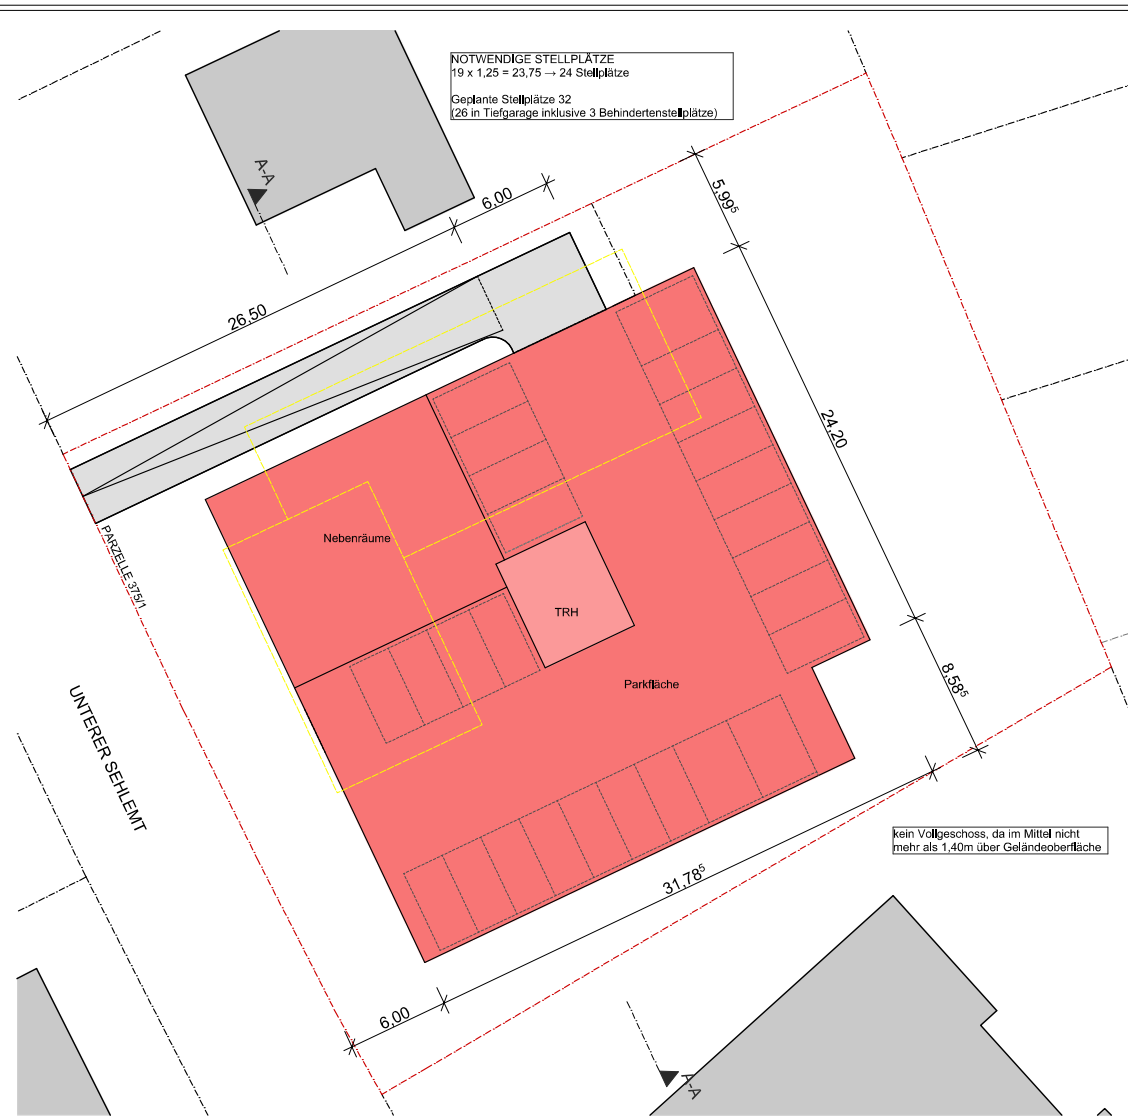 NOTWENDIGE STELLPLÄTZE
19 x 1,25 = 23,75 → 24 Stellplätze
Geplante Stellplätze 32
(26 in Tiefgarage inklusive 3 Behindertenstellplätze)
A-A
6,00
5,99⁵
26,50
24,20
Nebenräume
PARZELLE 375/1
TRH
Parkfläche
8,58⁵
UNTERER SEHLEMT
kein Vollgeschoss, da im Mittel nicht
mehr als 1,40m über Geländeoberfläche
31,78⁵
6,00
A-A